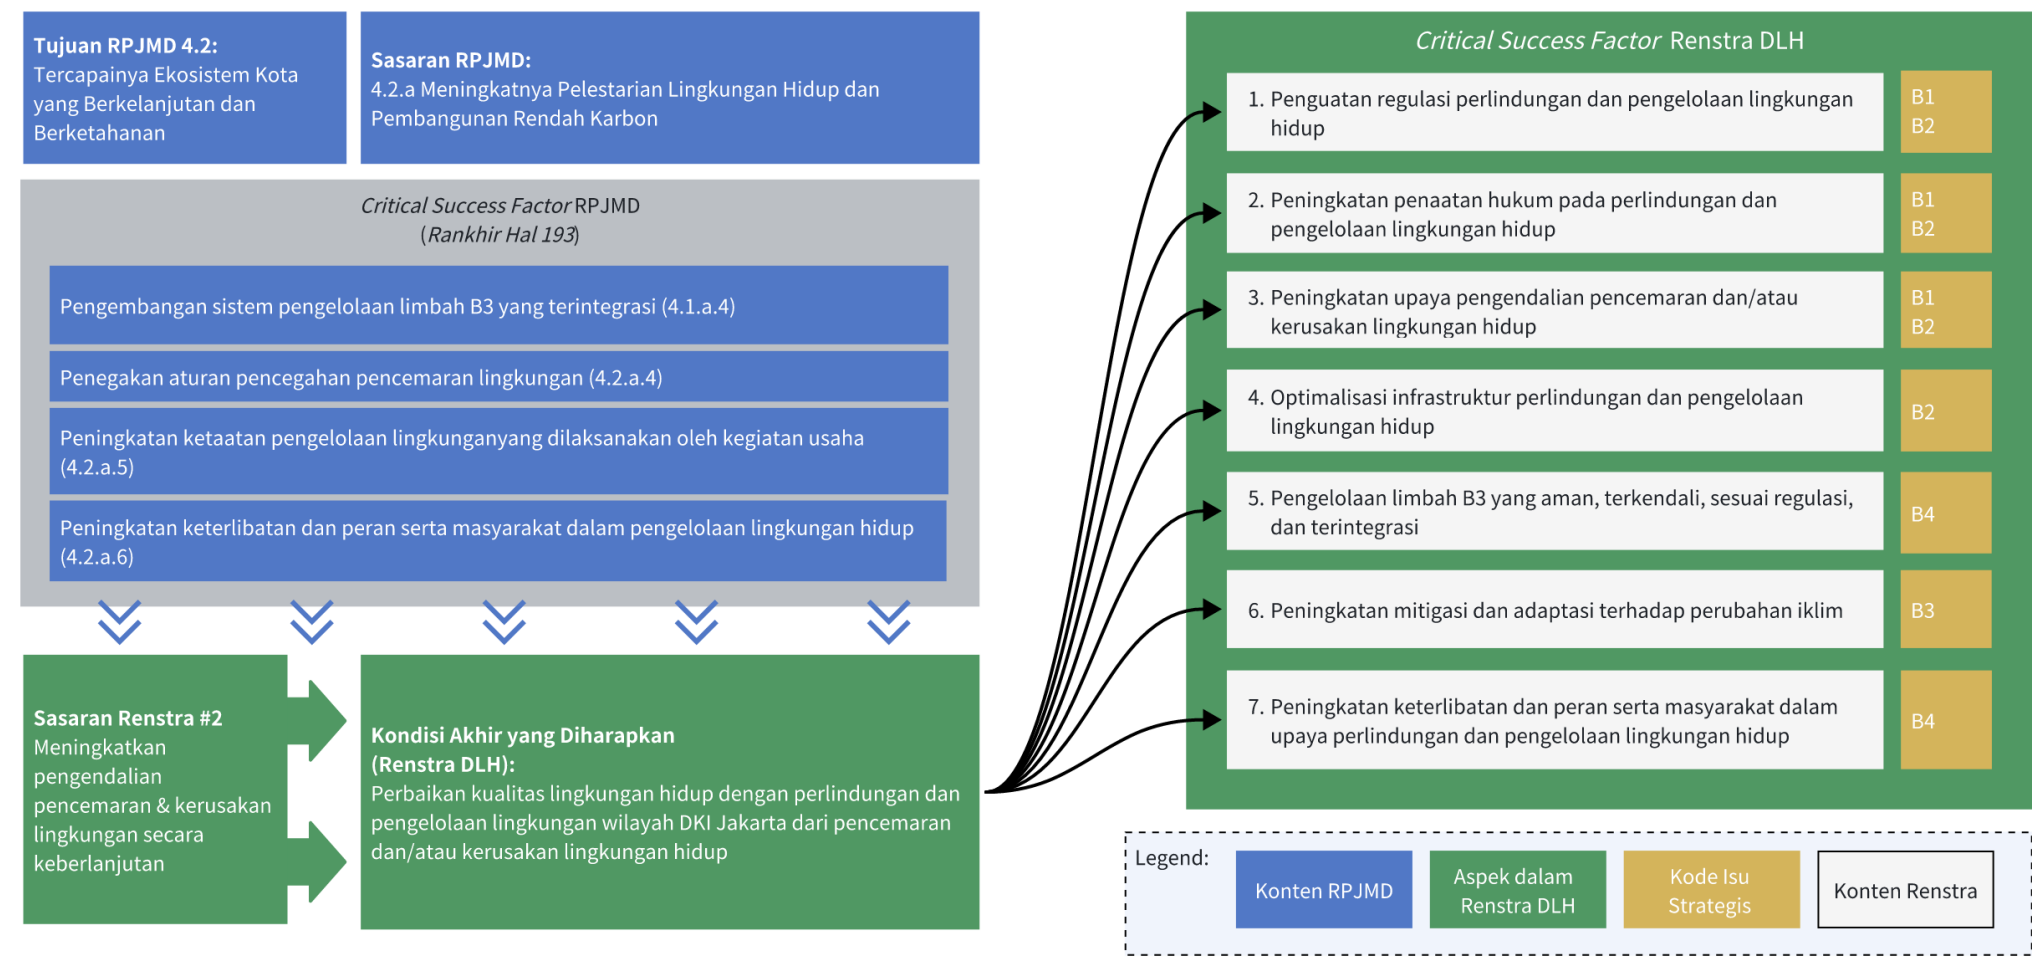 Tujuan RPJMD 4.2:
Tercapainya Ekosistem Kota
yang Berkelanjutan dan
Berketahanan
Sasaran RPJMD:
4.2.a Meningkatnya Pelestarian Lingkungan Hidup dan
Pembangunan Rendah Karbon
Critical Success Factor RPJMD
(Rankhir Hal 193)
Pengembangan sistem pengelolaan limbah B3 yang terintegrasi (4.1.a.4)
Penegakan aturan pencegahan pencemaran lingkungan (4.2.a.4)
Peningkatan ketaatan pengelolaan lingkunganyang dilaksanakan oleh kegiatan usaha
(4.2.a.5)
Peningkatan keterlibatan dan peran serta masyarakat dalam pengelolaan lingkungan hidup
(4.2.a.6)
Sasaran Renstra #2
Meningkatkan
pengendalian
pencemaran & kerusakan
lingkungan secara
keberlanjutan
Kondisi Akhir yang Diharapkan
(Renstra DLH):
Perbaikan kualitas lingkungan hidup dengan perlindungan dan
pengelolaan lingkungan wilayah DKI Jakarta dari pencemaran
dan/atau kerusakan lingkungan hidup
Critical Success Factor Renstra DLH
1. Penguatan regulasi perlindungan dan pengelolaan lingkungan
hidup
B1
B2
2. Peningkatan penaatan hukum pada perlindungan dan
pengelolaan lingkungan hidup
B1
B2
3. Peningkatan upaya pengendalian pencemaran dan/atau
kerusakan lingkungan hidup
B1
B2
4. Optimalisasi infrastruktur perlindungan dan pengelolaan
lingkungan hidup
B2
5. Pengelolaan limbah B3 yang aman, terkendali, sesuai regulasi,
dan terintegrasi
B4
6. Peningkatan mitigasi dan adaptasi terhadap perubahan iklim
B3
7. Peningkatan keterlibatan dan peran serta masyarakat dalam
upaya perlindungan dan pengelolaan lingkungan hidup
B4
Legend:
Konten RPJMD
Aspek dalam
Renstra DLH
Kode Isu
Strategis
Konten Renstra